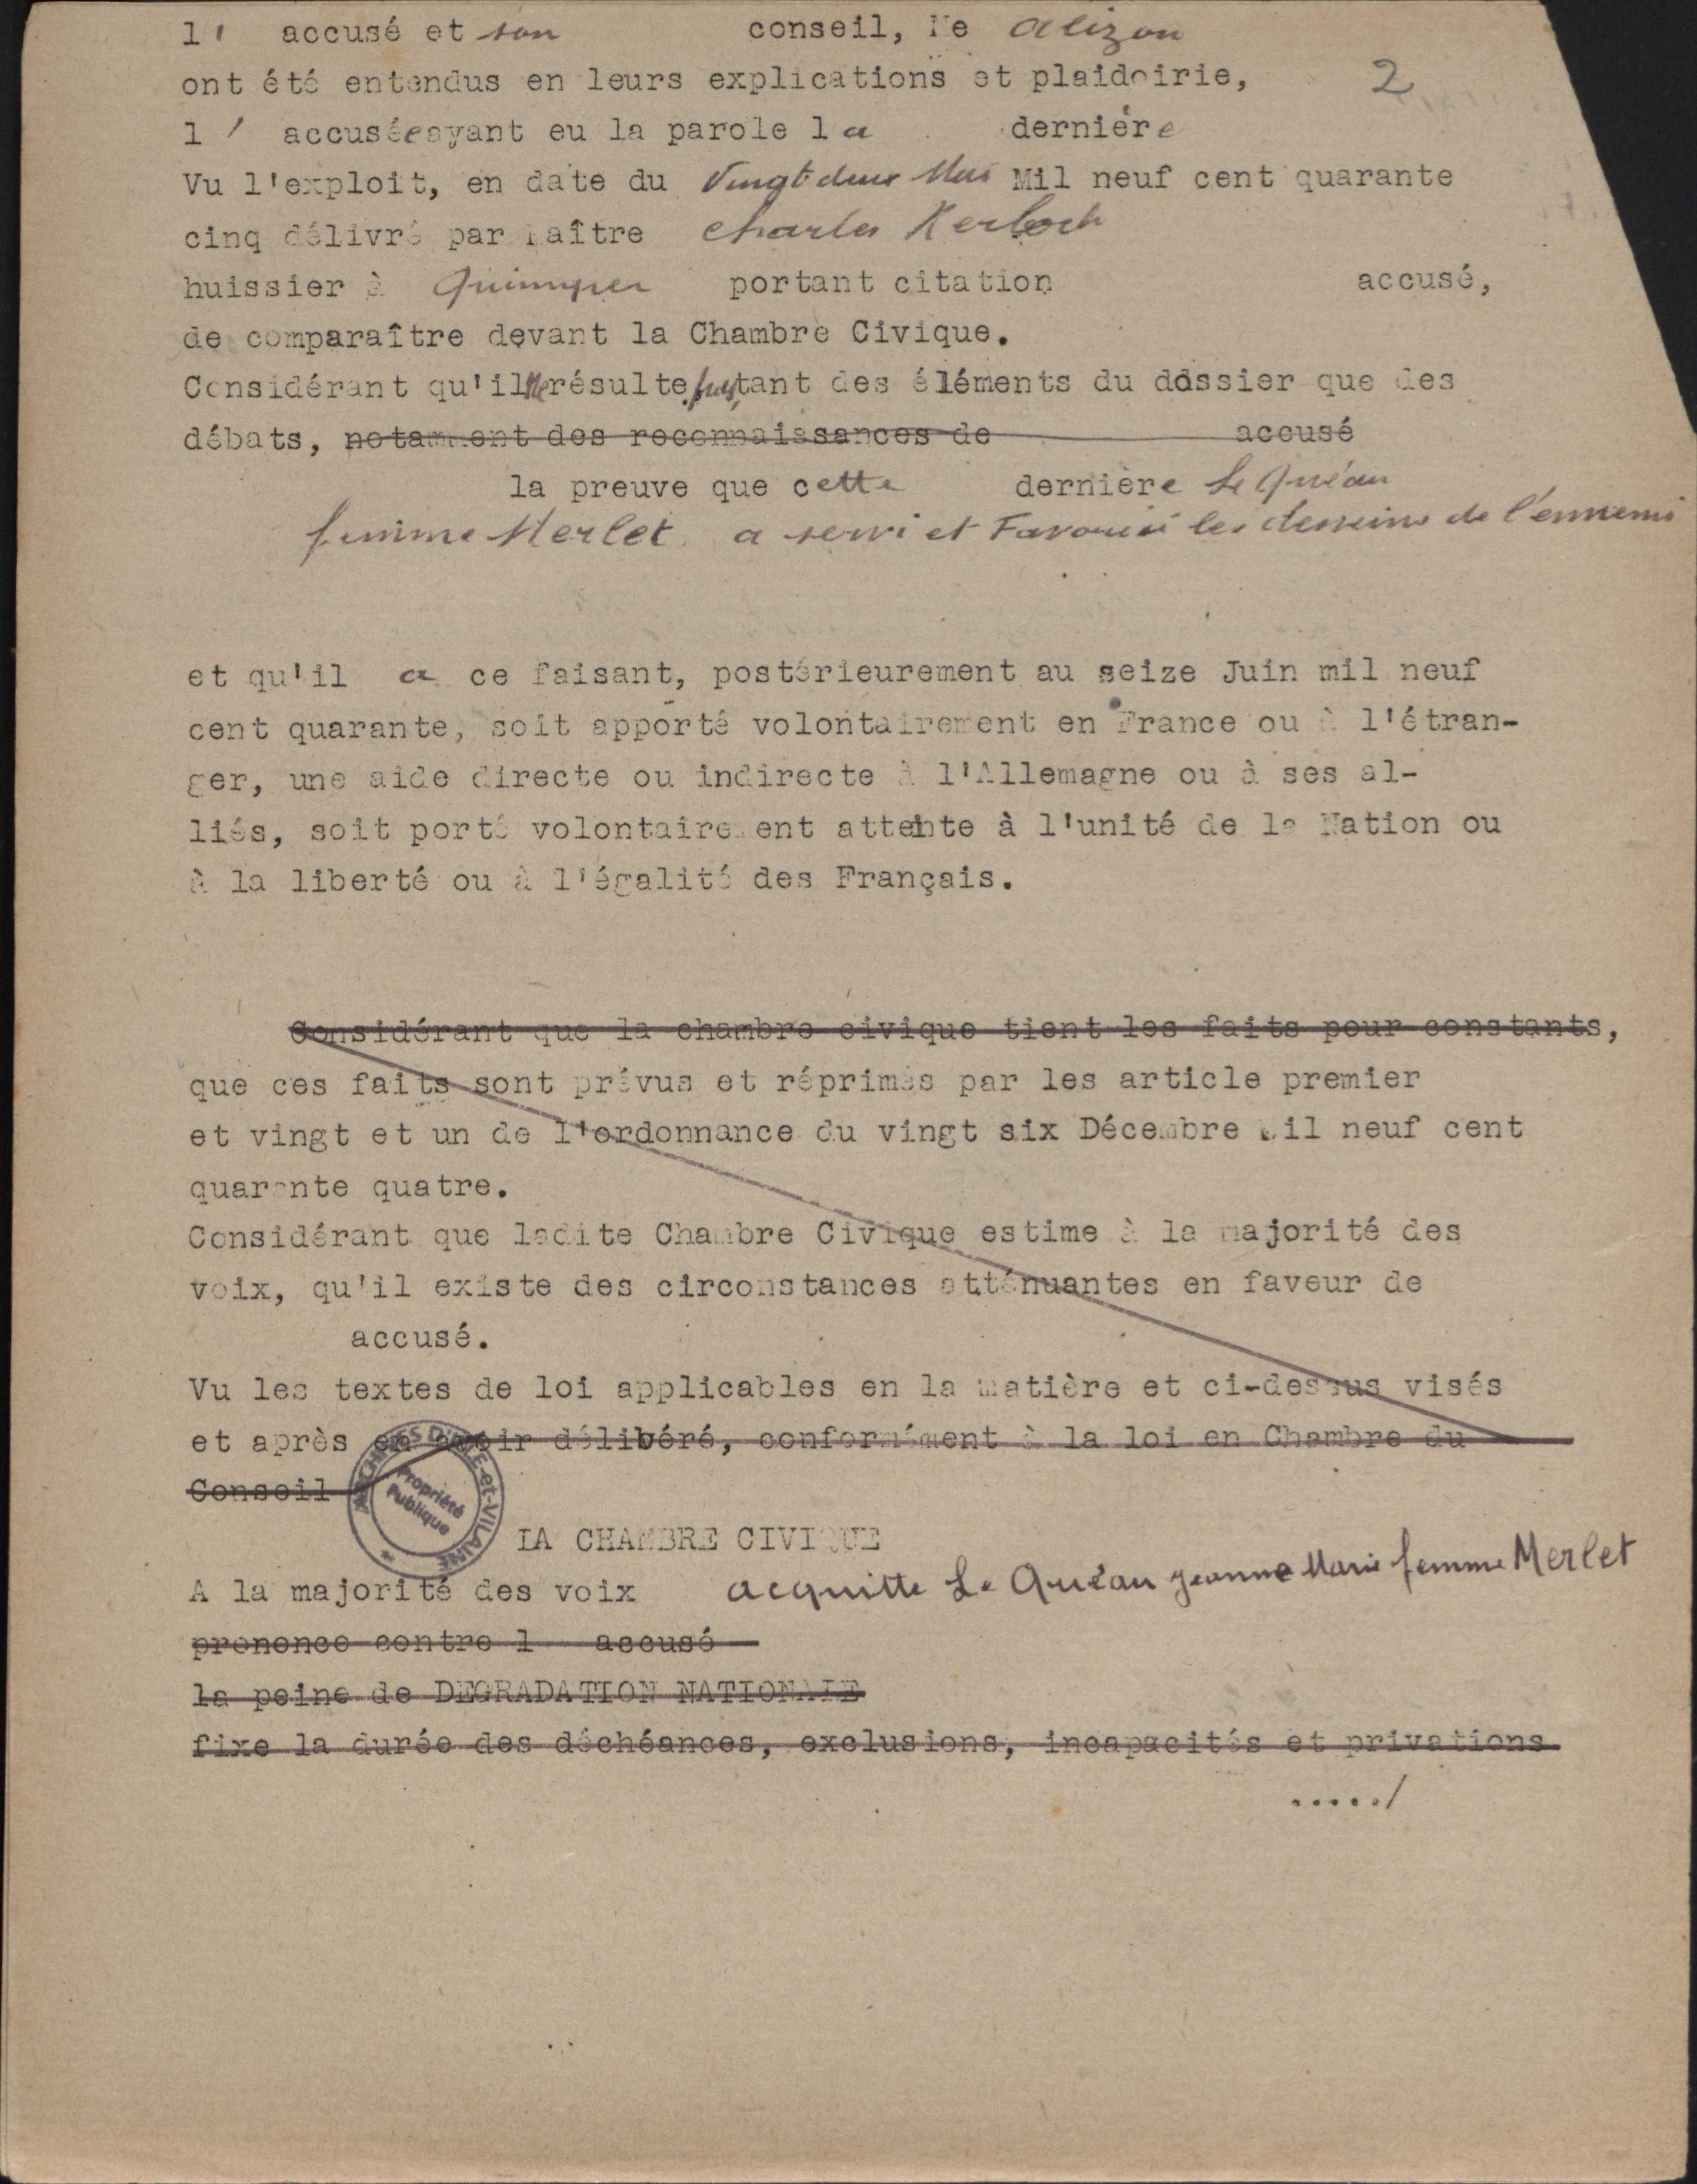 l' accusé et son conseil, Me Alizon
ont été entendus en leurs explications et plaidoirie,
2
l' accusée ayant eu la parole la dernière
Vu l'exploit, en date du Vingt deux Mai Mil neuf cent quarante
cinq délivré par Maître Charles Kerloch
huissier à Quimper portant citation accusé,
de comparaître devant la Chambre Civique.
Considérant qu'il ne résulte pas tant des éléments du dossier que des
débats, notamment des reconnaissances de accusé
la preuve que cette dernière Le Quéau
femme Merlet a servi et Favorisé les desseins de l'ennemi
et qu'il a ce faisant, postérieurement au seize Juin mil neuf
cent quarante, soit apporté volontairement en France ou à l'étran-
ger, une aide directe ou indirecte à l'Allemagne ou à ses al-
liés, soit porté volontairement atteinte à l'unité de la Nation ou
à la liberté ou à l'égalité des Français.
Considérant que la chambre civique tient les faits pour constants,
que ces faits sont prévus et réprimés par les article premier
et vingt et un de l'ordonnance du vingt six Décembre mil neuf cent
quarante quatre.
Considérant que ladite Chambre Civique estime à la majorité des
voix, qu'il existe des circonstances atténuantes en faveur de
accusé.
Vu les textes de loi applicables en la matière et ci-dessus visés
et après en avoir délibéré, conformément à la loi en Chambre du
Conseil
ARCHIVES D'ILLE-et-VILAINE
Propriété
Publique
LA CHAMBRE CIVIQUE
A la majorité des voix acquitte Le Quéau Jeanne Marie femme Merlet
prononce contre l accusé
la peine de DEGRADATION NATIONALE
fixe la durée des déchéances, exclusions, incapacités et privations
...../